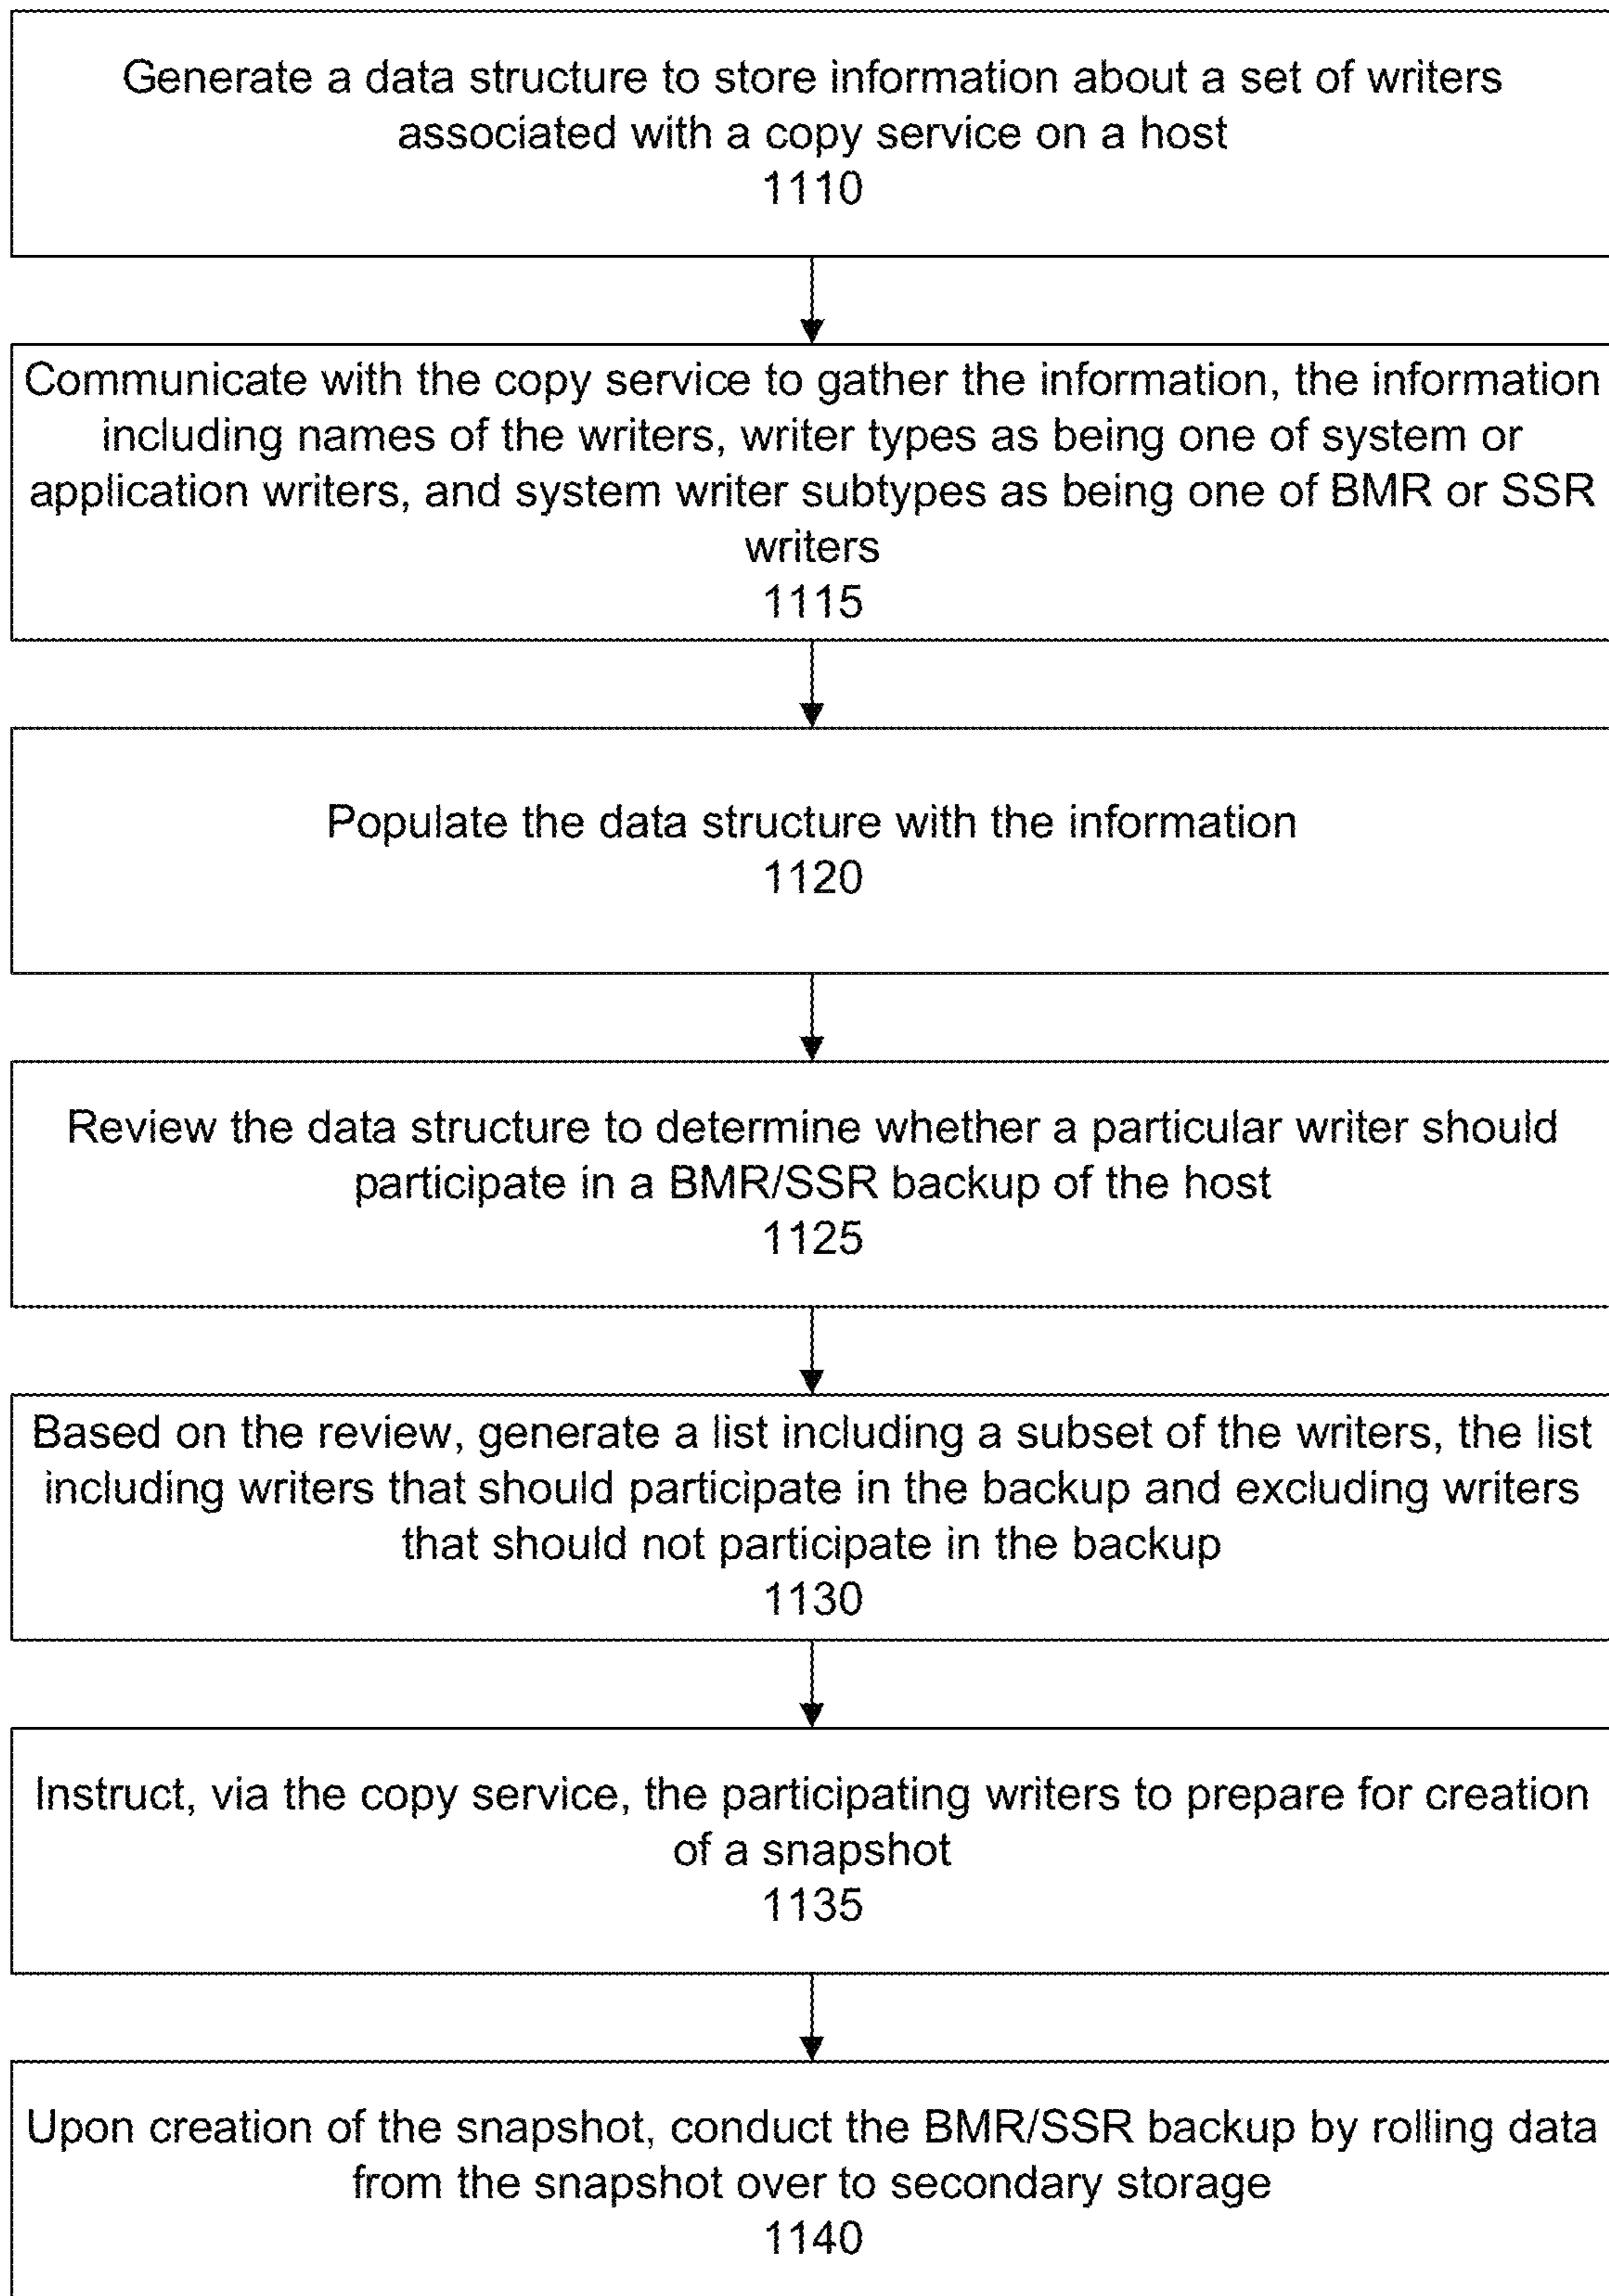 Generate a data structure to store information about a set of writers
associated with a copy service on a host
1110
Communicate with the copy service to gather the information, the information
including names of the writers, writer types as being one of system or
application writers, and system writer subtypes as being one of BMR or SSR
writers
1115
Populate the data structure with the information
1120
Review the data structure to determine whether a particular writer should
participate in a BMR/SSR backup of the host
1125
Based on the review, generate a list including a subset of the writers, the list
including writers that should participate in the backup and excluding writers
that should not participate in the backup
1130
Instruct, via the copy service, the participating writers to prepare for creation
of a snapshot
1135
Upon creation of the snapshot, conduct the BMR/SSR backup by rolling data
from the snapshot over to secondary storage
1140